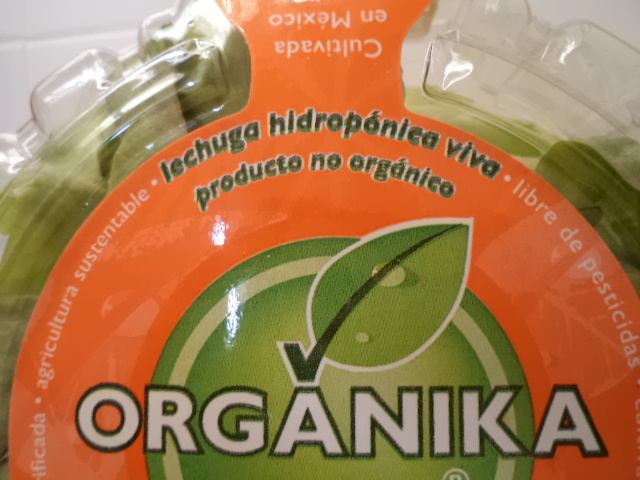 Cultivada
en México
lechuga hidropónica viva
producto no orgánico
• agricultura sustentable •
• libre de pesticidas
ORGANIKA
®